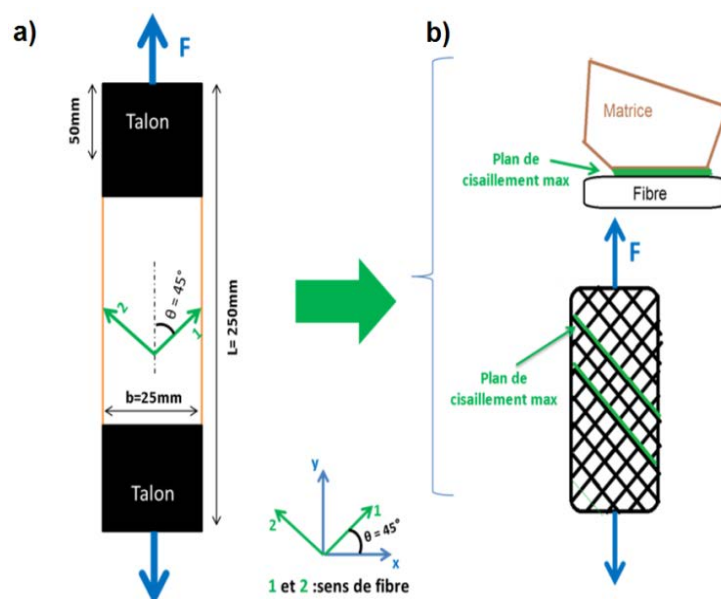 a)
F
50mm
Talon
2
θ = 45°
1
b=25mm
L= 250mm
Talon
y
2
1
θ = 45°
x
1 et 2 :sens de fibre
b)
Matrice
Plan de
cisaillement max
Fibre
F
Plan de
cisaillement max